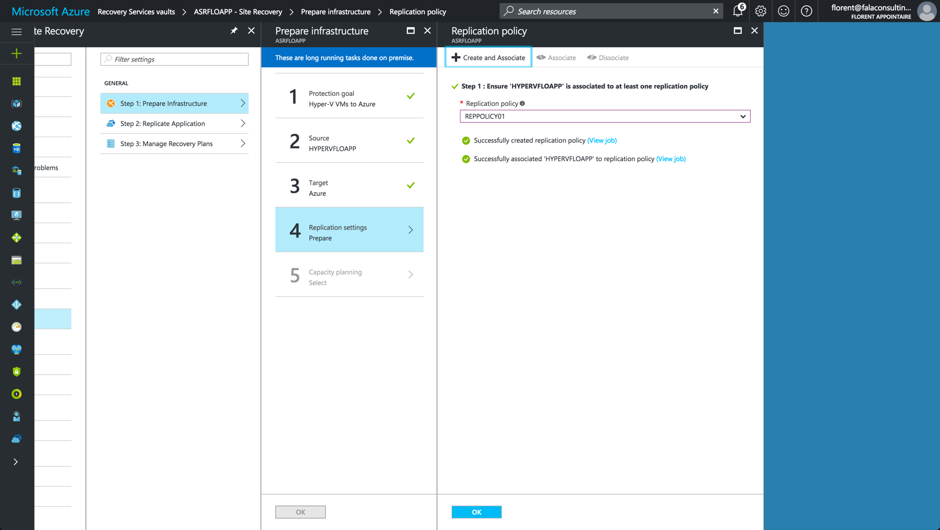 Microsoft Azure
Recovery Services vaults > ASRFLOAPP - Site Recovery > Prepare infrastructure > Replication policy
Search resources
6
florent@falaconsultin...
FLORENT APPOINTAIRE
te Recovery
Filter settings
GENERAL
Step 1: Prepare Infrastructure
Step 2: Replicate Application
Step 3: Manage Recovery Plans
roblems
Prepare infrastructure
ASRFLOAPP
These are long running tasks done on premise.
1
Protection goal
Hyper-V VMs to Azure
2
Source
HYPERVFLOAPP
3
Target
Azure
4
Replication settings
Prepare
5
Capacity planning
Select
OK
Replication policy
ASRFLOAPP
Create and Associate
Associate
Dissociate
Step 1 : Ensure 'HYPERVFLOAPP' is associated to at least one replication policy
* Replication policy
REPPOLICY01
Successfully created replication policy (View job)
Successfully associated 'HYPERVFLOAPP' to replication policy (View job)
OK